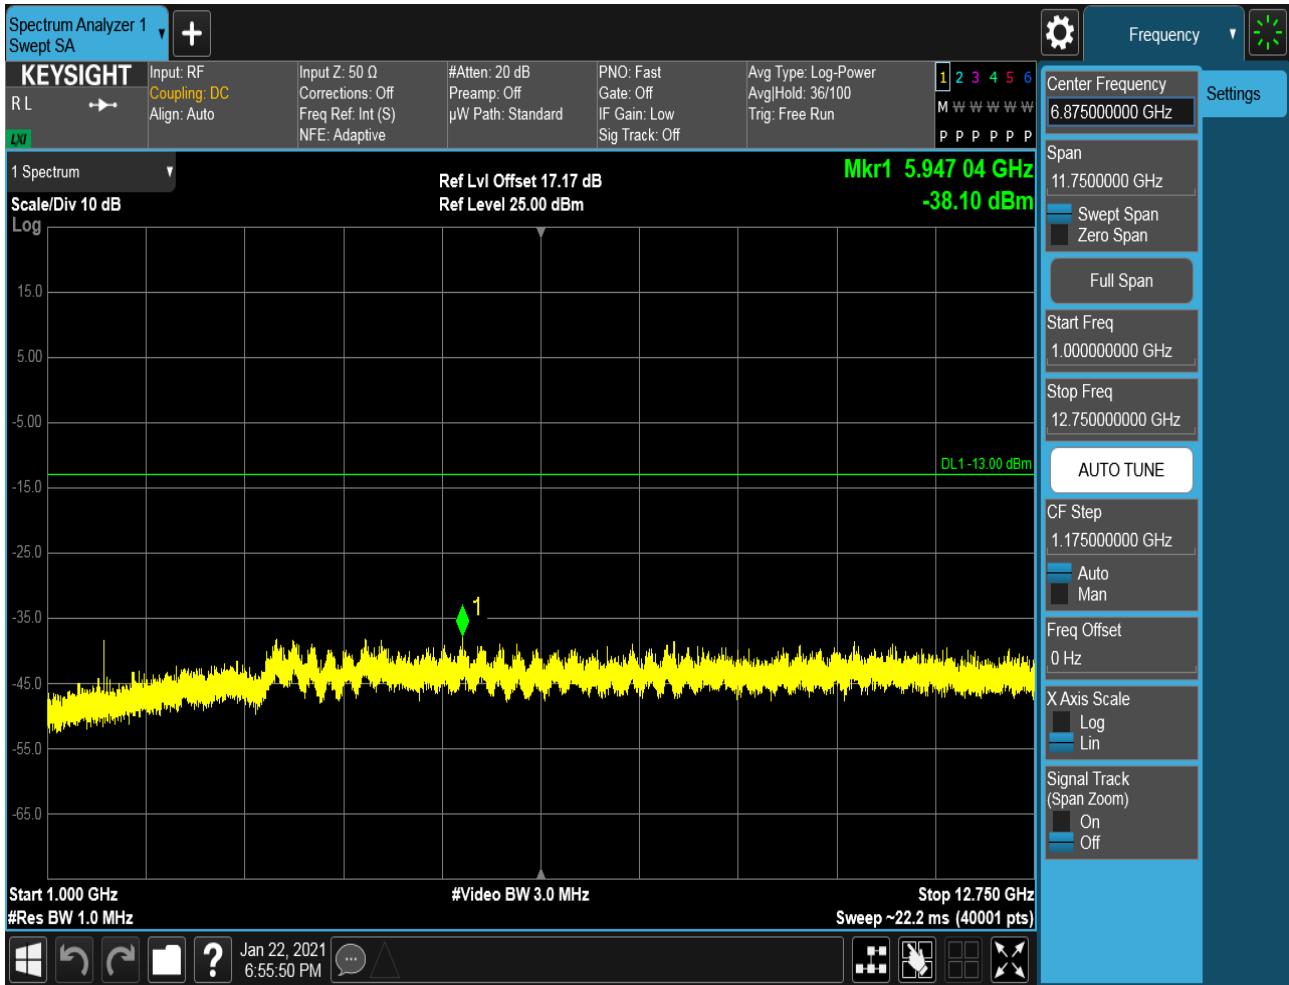 Spectrum Analyzer 1
Swept SA
Frequency
KEYSIGHT
R L
LXI
Input: RF
Coupling: DC
Align: Auto
Input Z: 50 Ω
Corrections: Off
Freq Ref: Int (S)
NFE: Adaptive
#Atten: 20 dB
Preamp: Off
µW Path: Standard
PNO: Fast
Gate: Off
IF Gain: Low
Sig Track: Off
Avg Type: Log-Power
Avg|Hold: 36/100
Trig: Free Run
1 2 3 4 5 6
M W W W W W
P P P P P P
1 Spectrum
Scale/Div 10 dB
Log
Ref Lvl Offset 17.17 dB
Ref Level 25.00 dBm
Mkr1 5.947 04 GHz
-38.10 dBm
15.0
5.00
-5.00
DL1 -13.00 dBm
-15.0
-25.0
1
-35.0
-45.0
-55.0
-65.0
Start 1.000 GHz
#Video BW 3.0 MHz
Stop 12.750 GHz
#Res BW 1.0 MHz
Sweep ~22.2 ms (40001 pts)
Jan 22, 2021
6:55:50 PM
Center Frequency
6.875000000 GHz
Settings
Span
11.7500000 GHz
Swept Span
Zero Span
Full Span
Start Freq
1.000000000 GHz
Stop Freq
12.750000000 GHz
AUTO TUNE
CF Step
1.175000000 GHz
Auto
Man
Freq Offset
0 Hz
X Axis Scale
Log
Lin
Signal Track
(Span Zoom)
On
Off